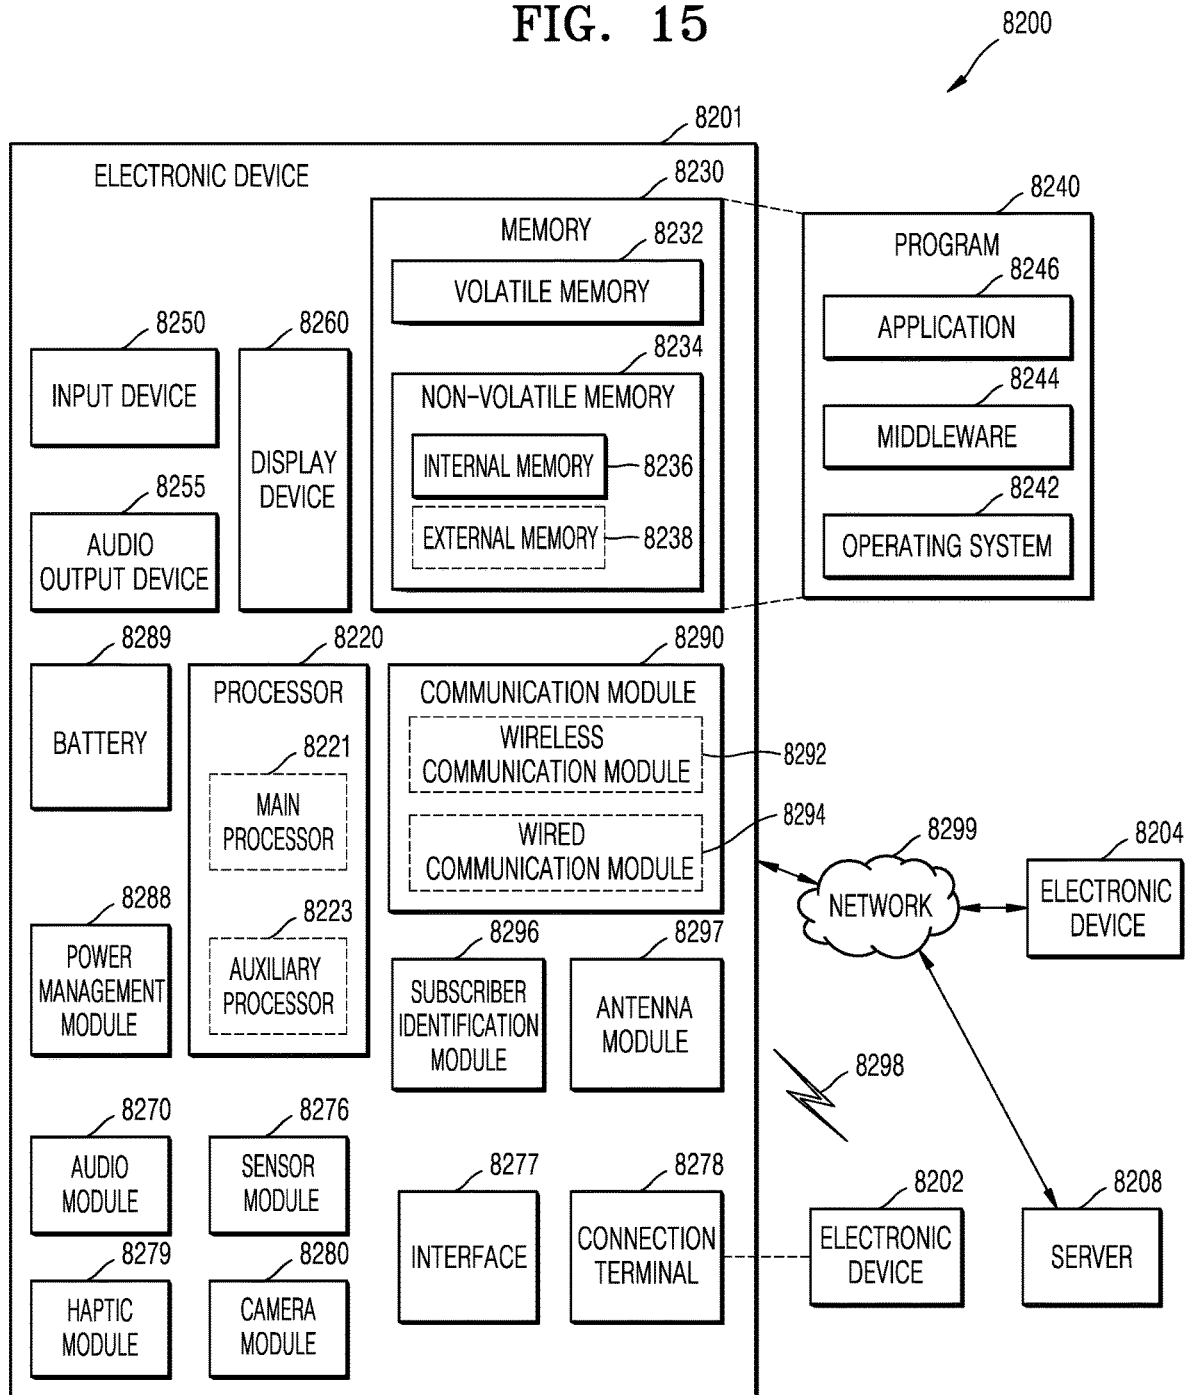 FIG. 15
8200
8201
ELECTRONIC DEVICE
8230
MEMORY
8232
VOLATILE MEMORY
8234
NON-VOLATILE MEMORY
INTERNAL MEMORY
8236
EXTERNAL MEMORY
8238
8240
PROGRAM
8246
APPLICATION
8244
MIDDLEWARE
8242
OPERATING SYSTEM
8250
INPUT DEVICE
8260
DISPLAY
DEVICE
8255
AUDIO
OUTPUT DEVICE
8289
BATTERY
8220
PROCESSOR
8221
MAIN
PROCESSOR
8223
AUXILIARY
PROCESSOR
8290
COMMUNICATION MODULE
WIRELESS
COMMUNICATION MODULE
8292
WIRED
COMMUNICATION MODULE
8294
8299
NETWORK
8204
ELECTRONIC
DEVICE
8288
POWER
MANAGEMENT
MODULE
8296
SUBSCRIBER
IDENTIFICATION
MODULE
8297
ANTENNA
MODULE
8298
8270
AUDIO
MODULE
8276
SENSOR
MODULE
8277
INTERFACE
8278
CONNECTION
TERMINAL
8202
ELECTRONIC
DEVICE
8208
SERVER
8279
HAPTIC
MODULE
8280
CAMERA
MODULE